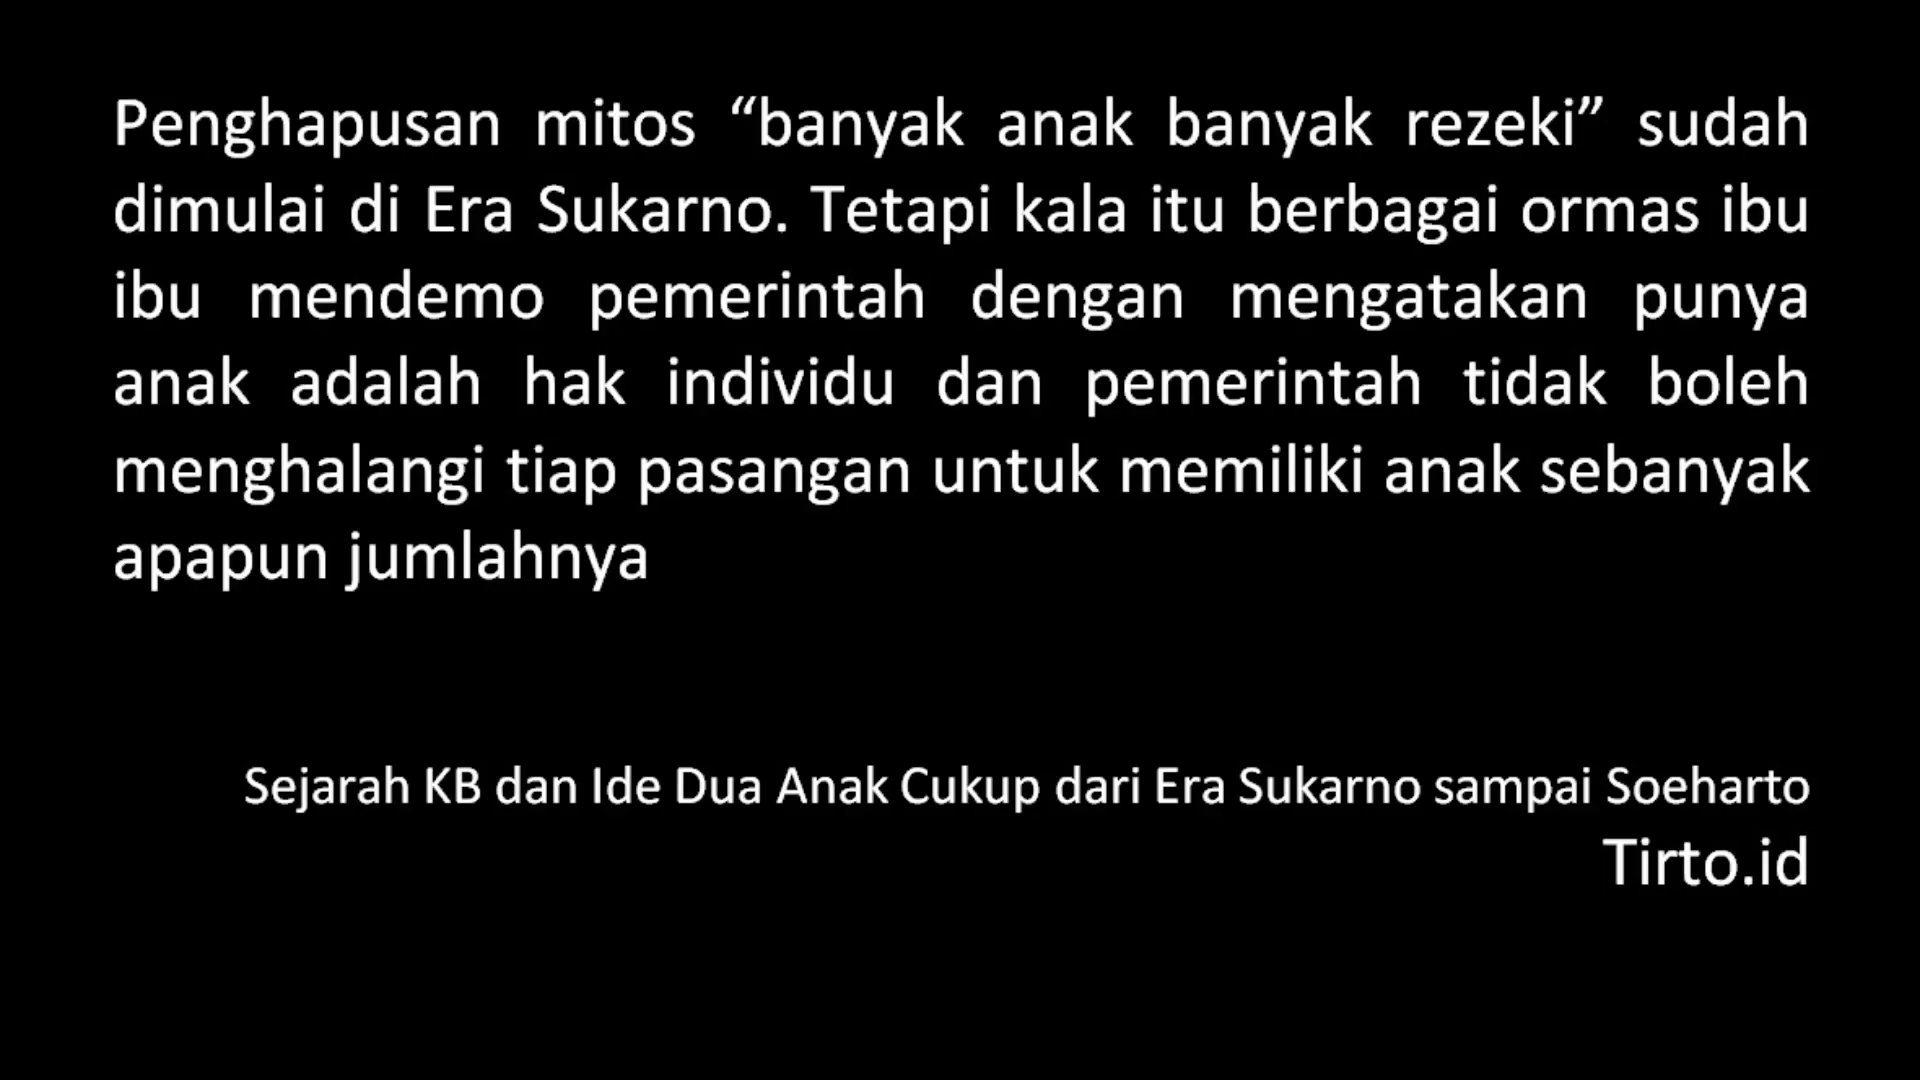 Penghapusan mitos “banyak anak banyak rezeki” sudah
dimulai di Era Sukarno. Tetapi kala itu berbagai ormas ibu
ibu mendemo pemerintah dengan mengatakan punya
anak adalah hak individu dan pemerintah tidak boleh
menghalangi tiap pasangan untuk memiliki anak sebanyak
apapun jumlahnya
Sejarah KB dan Ide Dua Anak Cukup dari Era Sukarno sampai Soeharto
Tirto.id